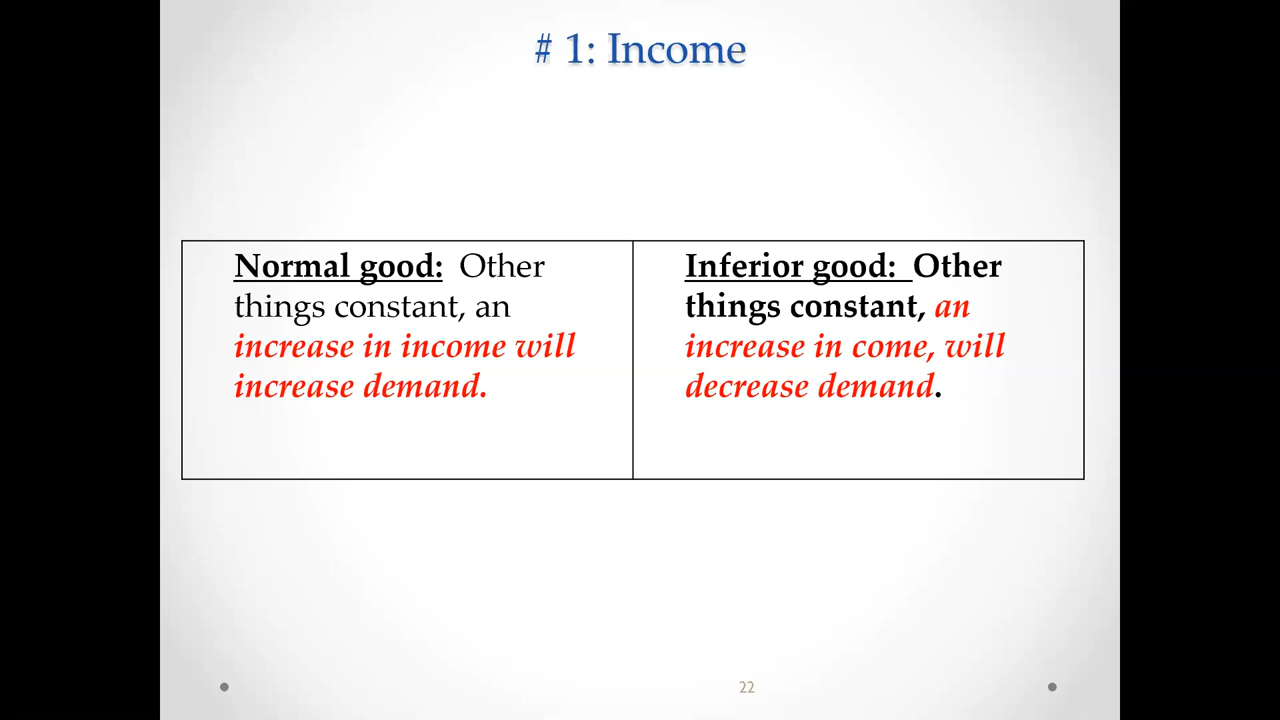 # 1: Income
Normal good: Other
things constant, an
increase in income will
increase demand.
Inferior good: Other
things constant, an
increase in come, will
decrease demand.
22